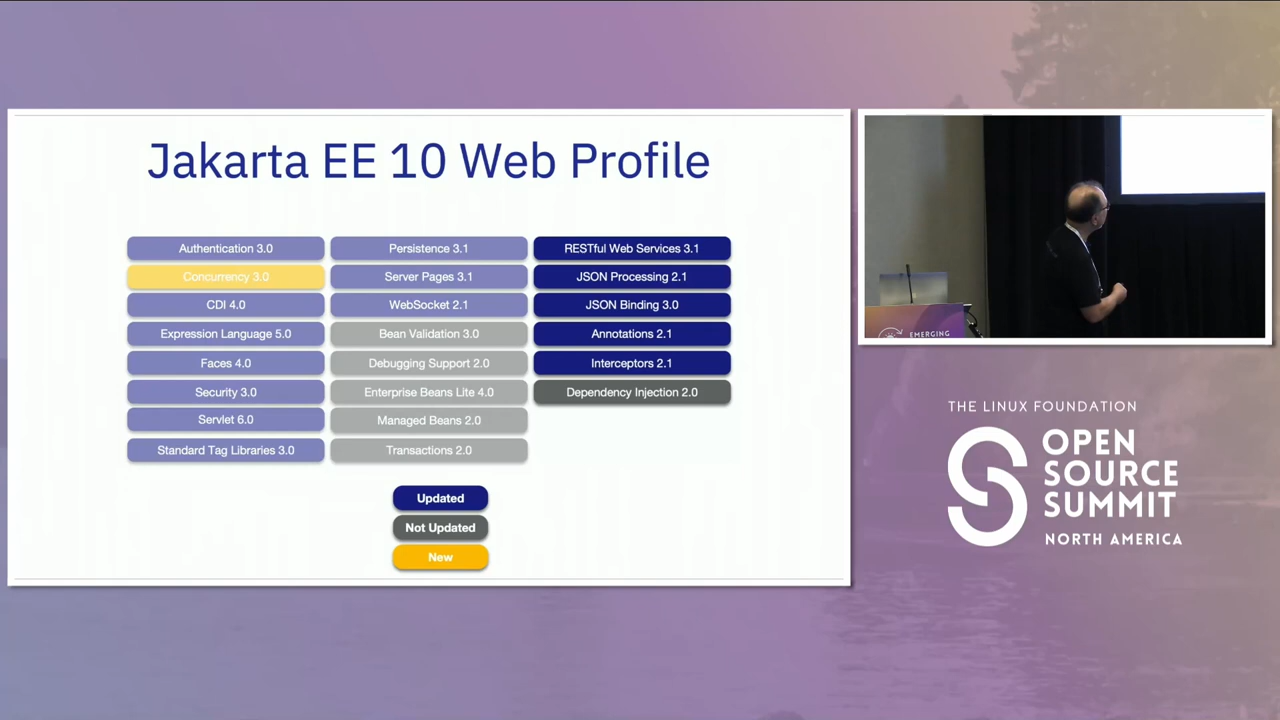 Jakarta EE 10 Web Profile
Authentication 3.0
Concurrency 3.0
CDI 4.0
Expression Language 5.0
Faces 4.0
Security 3.0
Servlet 6.0
Standard Tag Libraries 3.0
Persistence 3.1
Server Pages 3.1
WebSocket 2.1
Bean Validation 3.0
Debugging Support 2.0
Enterprise Beans Lite 4.0
Managed Beans 2.0
Transactions 2.0
RESTful Web Services 3.1
JSON Processing 2.1
JSON Binding 3.0
Annotations 2.1
Interceptors 2.1
Dependency Injection 2.0
Updated
Not Updated
New
EMERGING
THE LINUX FOUNDATION
OPEN
SOURCE
SUMMIT
NORTH AMERICA